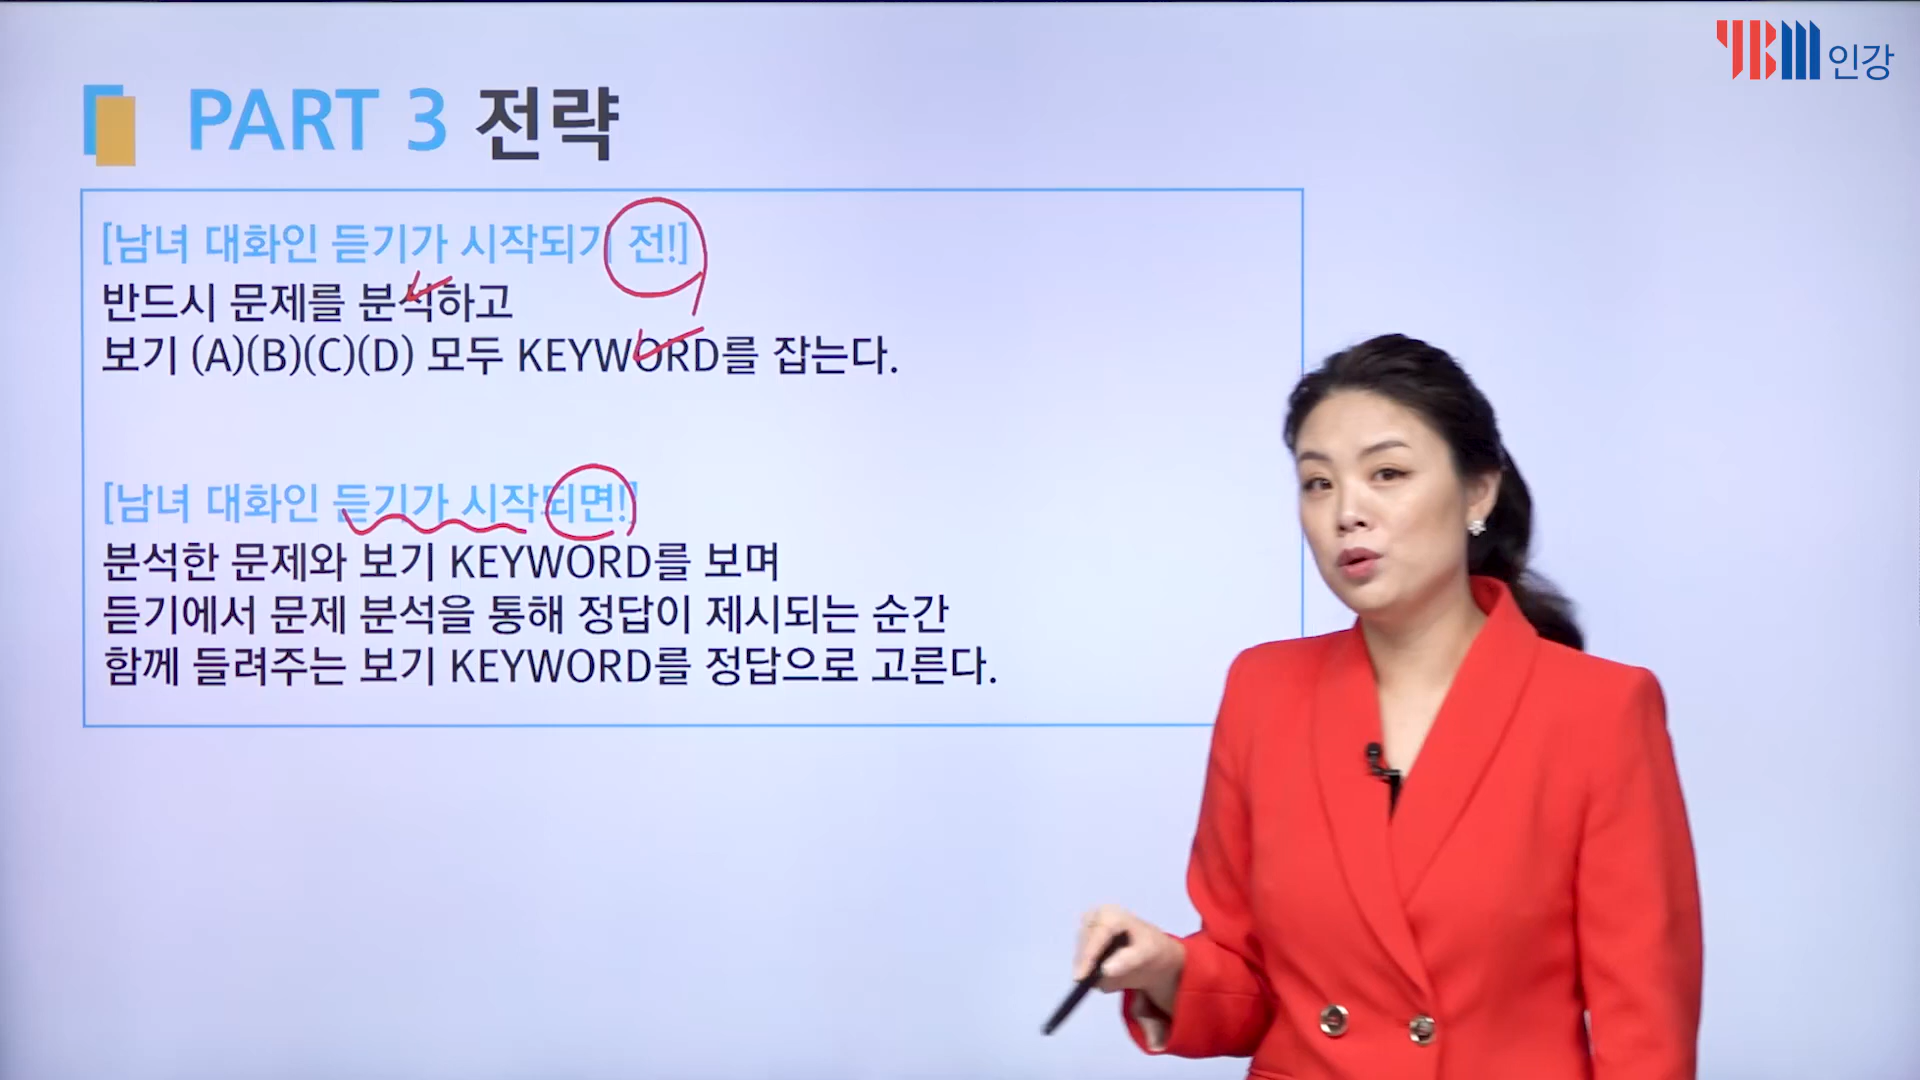 YBM 인강
PART 3 전략
[남녀 대화인 듣기가 시작되기 전!]
반드시 문제를 분석하고
보기 (A)(B)(C)(D) 모두 KEYWORD를 잡는다.
[남녀 대화인 듣기가 시작되면!]
분석한 문제와 보기 KEYWORD를 보며
듣기에서 문제 분석을 통해 정답이 제시되는 순간
함께 들려주는 보기 KEYWORD를 정답으로 고른다.